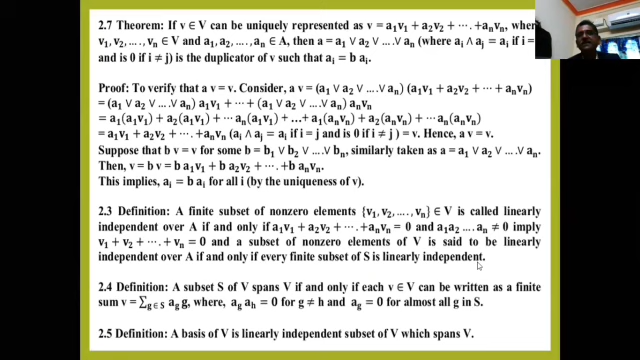 2.7 Theorem: If v ∈ V can be uniquely represented as v = a₁v₁ + a₂v₂ + ⋯. +aₙvₙ, wher
v₁, v₂, …. , vₙ ∈ V and a₁, a₂, …. , aₙ ∈ A, then a = a₁ ∨ a₂ ∨ …. ∨ aₙ (where aᵢ ∧ aⱼ = aᵢ if i =
and is 0 if i ≠ j) is the duplicator of v such that aᵢ = b aᵢ.
Proof: To verify that a v = v. Consider, a v = (a₁ ∨ a₂ ∨ …. ∨ aₙ) (a₁v₁ + a₂v₂ + ⋯ + aₙvₙ)
= (a₁ ∨ a₂ ∨ …. ∨ aₙ) a₁v₁ + ⋯ + (a₁ ∨ a₂ ∨ …. ∨ aₙ) aₙvₙ
= a₁(a₁v₁) + a₂(a₁v₁) + ⋯ aₙ(a₁v₁) + …+ a₁(aₙvₙ) + a₂(aₙvₙ) + ⋯ aₙ(aₙvₙ)
= a₁v₁ + a₂v₂ + ⋯. +aₙvₙ (aᵢ ∧ aⱼ = aᵢ if i = j and is 0 if i ≠ j) = v. Hence, a v = v.
Suppose that b v = v for some b = b₁ ∨ b₂ ∨ …. ∨ bₙ, similarly taken as a = a₁ ∨ a₂ ∨ …. ∨ aₙ.
Then, v = b v = b a₁v₁ + b a₂v₂ + ⋯. +b aₙvₙ.
This implies, aᵢ = b aᵢ for all i (by the uniqueness of v).
2.3 Definition: A finite subset of nonzero elements {v₁, v₂, …. , vₙ} ∈ V is called linearly
independent over A if and only if a₁v₁ + a₂v₂ + ⋯. +aₙvₙ = 0 and a₁a₂ …. aₙ ≠ 0 imply
v₁ + v₂ + ⋯. + vₙ = 0 and a subset of nonzero elements of V is said to be linearly
independent over A if and only if every finite subset of S is linearly independent.
2.4 Definition: A subset S of V spans V if and only if each v ∈ V can be written as a finite
sum v = ∑g ∈ S a_g g, where, a_g a_h = 0 for g ≠ h and a_g = 0 for almost all g in S.
2.5 Definition: A basis of V is linearly independent subset of V which spans V.